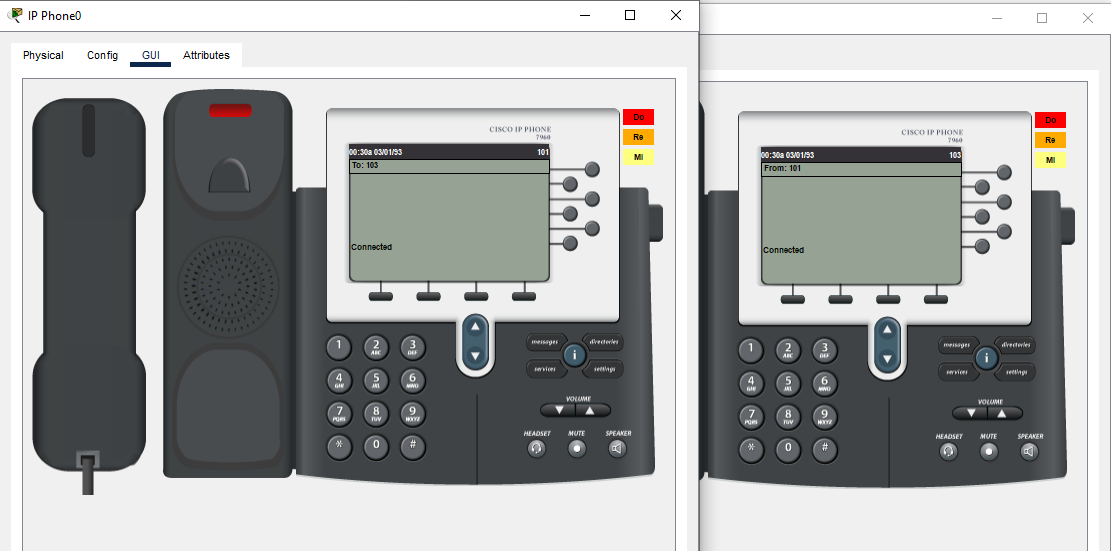 IP Phone0
Physical Config GUI Attributes
CISCO IP PHONE
7960
00:30a 03/01/93 101
To: 103
Connected
Do
Re
MI
1 2 ABC 3 DEF
4 GHI 5 JKL 6 MNO
7 PQRS 8 TUV 9 WXYZ
* 0 #
messages directories
i
services settings
VOLUME
HEADSET MUTE SPEAKER
CISCO IP PHONE
7960
00:30a 03/01/93 103
From: 101
Connected
Do
Re
MI
1 2 ABC 3 DEF
4 GHI 5 JKL 6 MNO
7 PQRS 8 TUV 9 WXYZ
* 0 #
messages directories
i
services settings
VOLUME
HEADSET MUTE SPEAKER